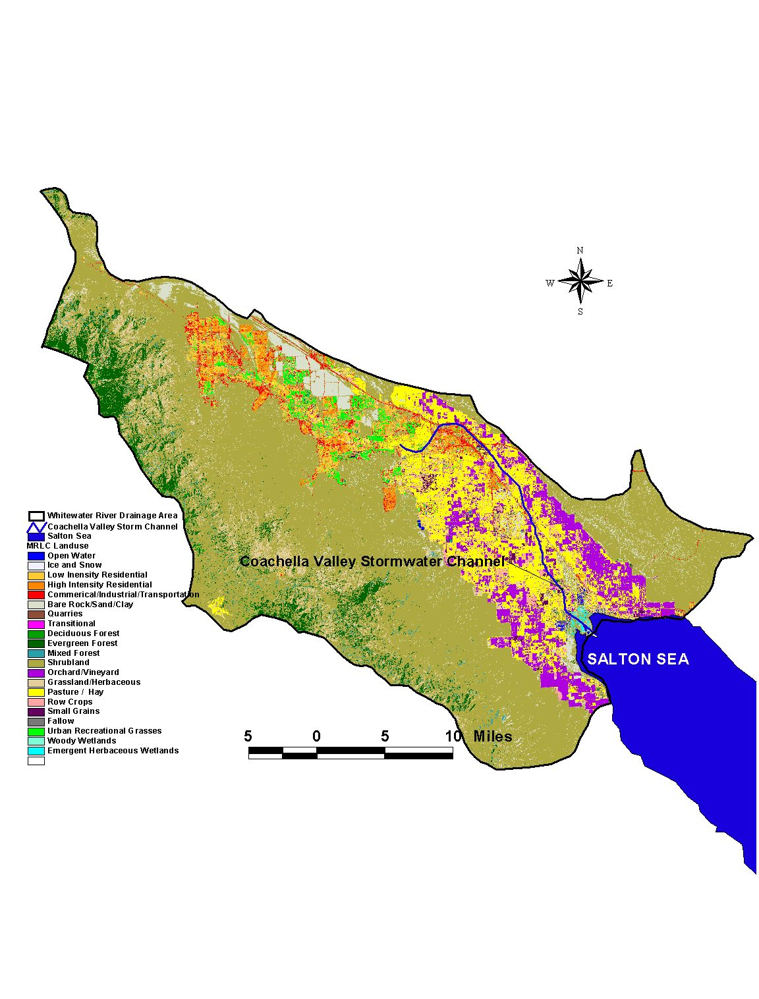 N
W E
S
Whitewater River Drainage Area
Coachella Valley Storm Channel
Salton Sea
MRLC Landuse
Open Water
Ice and Snow
Low Inensity Residential
High Intensity Residential
Commerical/Industrial/Transportation
Bare Rock/Sand/Clay
Quarries
Transitional
Deciduous Forest
Evergreen Forest
Mixed Forest
Shrubland
Orchard/Vineyard
Grassland/Herbaceous
Pasture / Hay
Row Crops
Small Grains
Fallow
Urban Recreational Grasses
Woody Wetlands
Emergent Herbaceous Wetlands
Coachella Valley Stormwater Channel
SALTON SEA
5 0 5 10 Miles